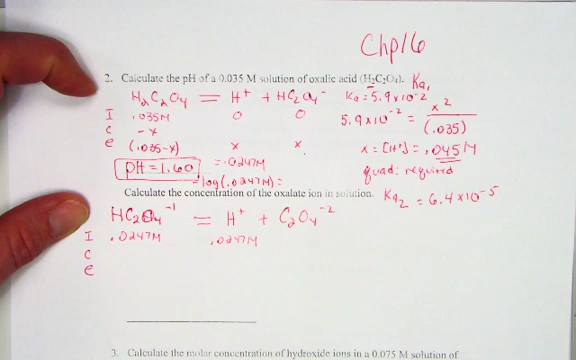 Chp16
2. Calculate the pH of a 0.035 M solution of oxalic acid (H₂C₂O₄). Ka₁
H₂C₂O₄ = H⁺ + HC₂O₄⁻ Ka = 5.9x10⁻²
I .035M 0 0 5.9x10⁻² = x² / (.035)
C -x
e (.035-x) x x x = [H⁺] = .045M
pH = 1.60 = .0247M quad: required
-log(.0247M) =
Calculate the concentration of the oxalate ion in solution. Ka₂ = 6.4x10⁻⁵
HC₂O₄⁻¹ = H⁺ + C₂O₄⁻²
I .0247M .0247M
C
e
3. Calculate the molar concentration of hydroxide ions in a 0.075 M solution of